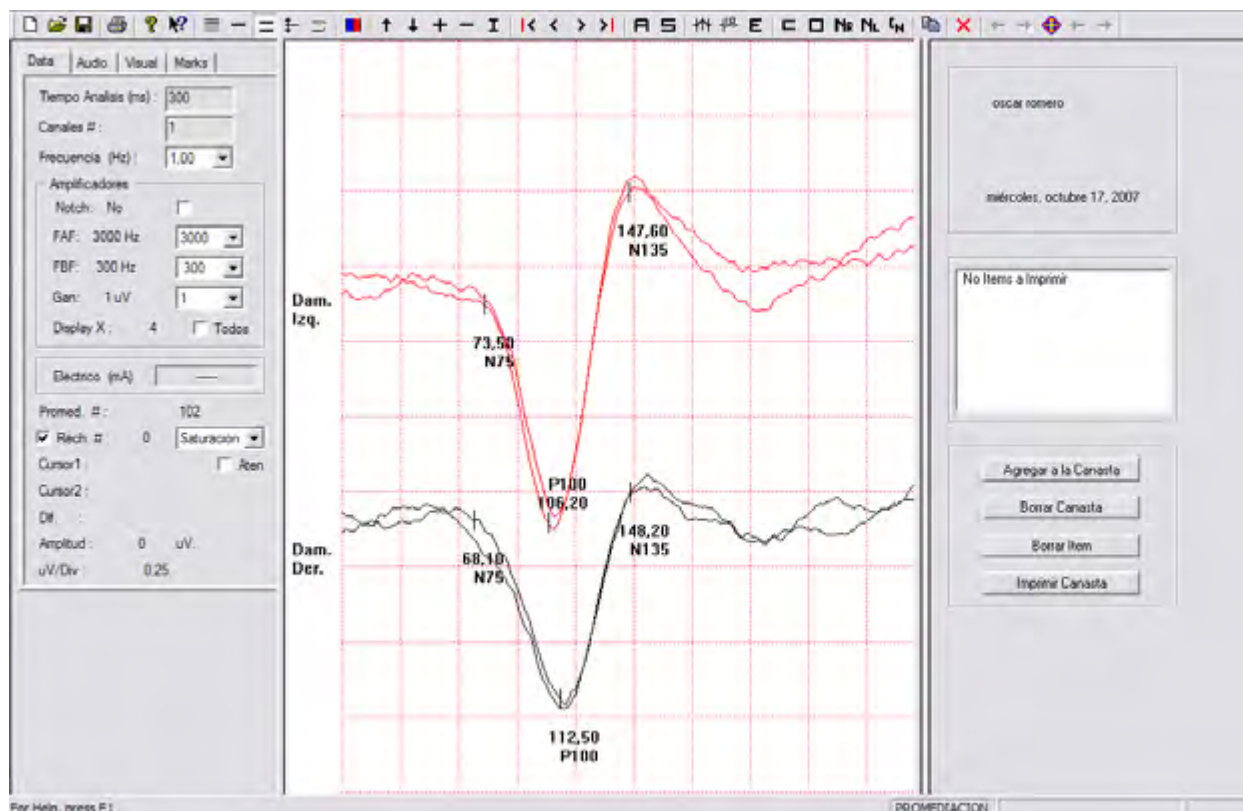 Data Audio Visual Marks
Tiempo Analisis (ms) : 300
Canales # : 1
Frecuencia (Hz) : 1,00
Amplificadores
Notch: No
FAF: 3000 Hz 3000
FBF: 300 Hz 300
Gan: 1 uV 1
Display X : 4 Todos
Electrico (mA) ----
Promed. # : 102
Rech. # : 0 Saturacion
Cursor1 : Aten
Cursor2 :
Dif. :
Amplitud : 0 uV.
uV/Div : 0.25
Dam.
Izq.
73,50
N75
P100
106,20
147,60
N135
Dam.
Der.
68,10
N75
112,50
P100
148,20
N135
oscar romero
miércoles, octubre 17, 2007
No Items a Imprimir
Agregar a la Canasta
Borrar Canasta
Borrar Item
Imprimir Canasta
For Help, press F1
PROMEDIACION